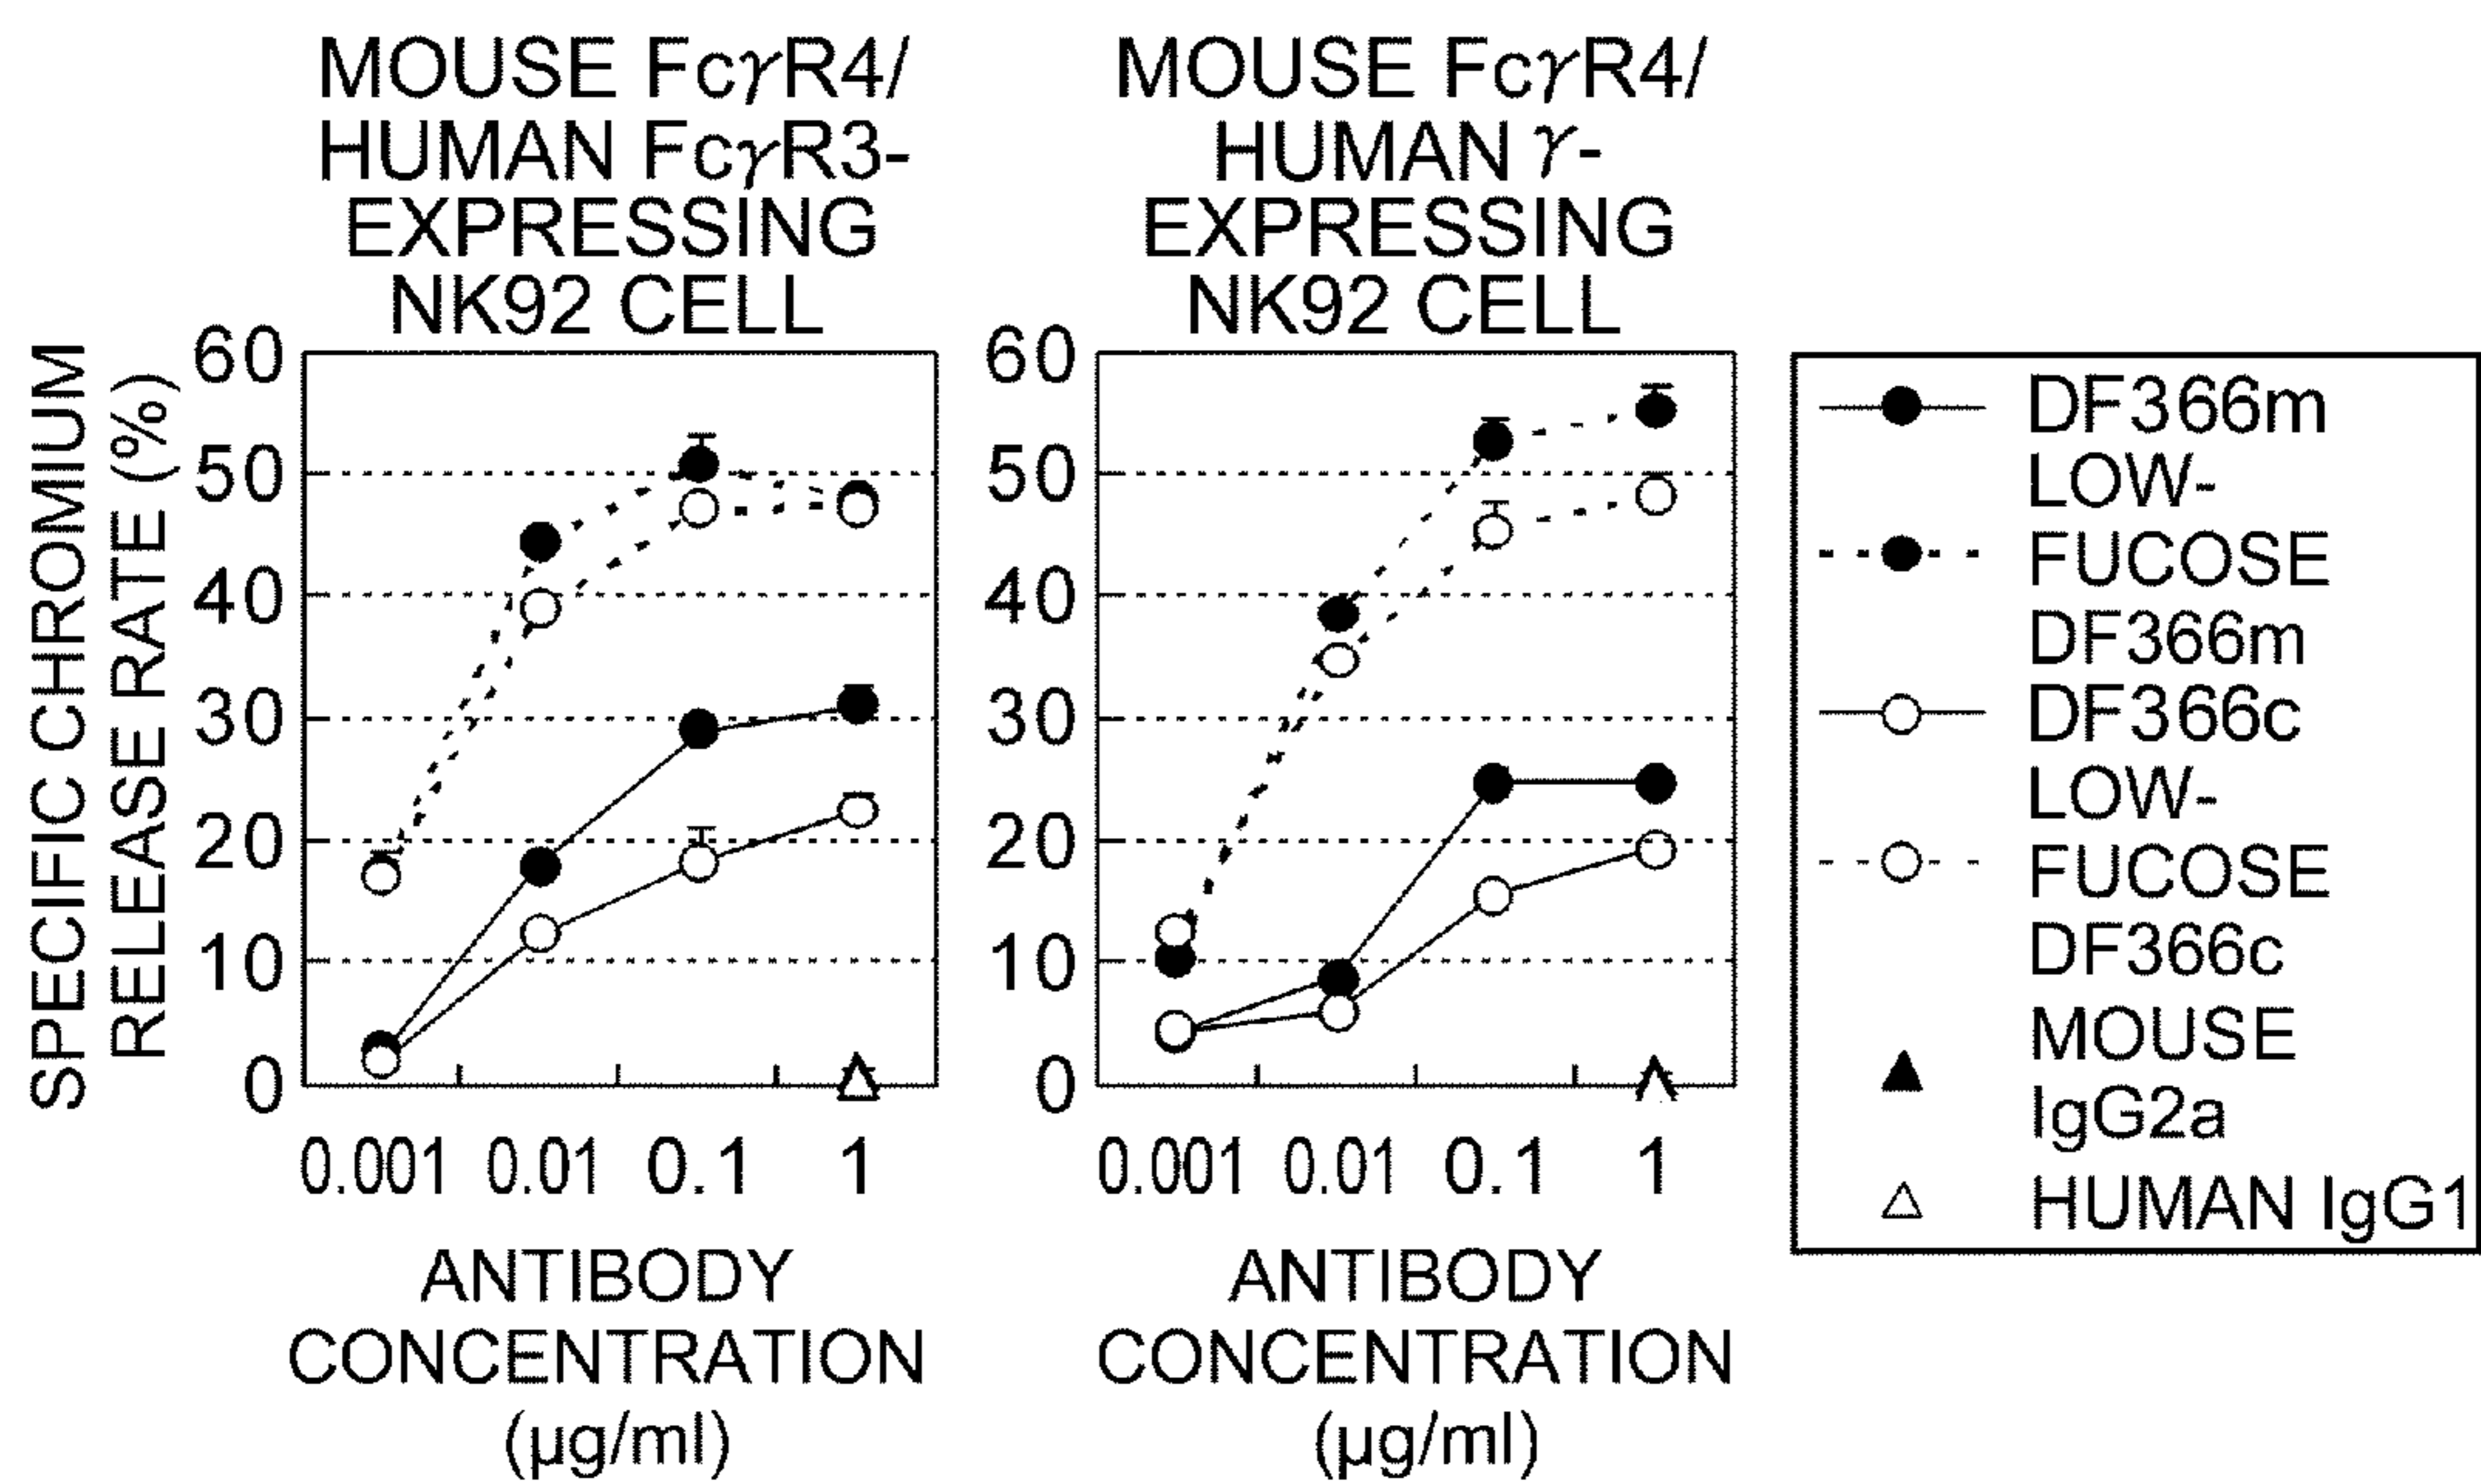 MOUSE FcγR4/
HUMAN FcγR3-
EXPRESSING
NK92 CELL
MOUSE FcγR4/
HUMAN γ-
EXPRESSING
NK92 CELL
SPECIFIC CHROMIUM
RELEASE RATE (%)
60
50
40
30
20
10
0
0.001 0.01 0.1 1
ANTIBODY
CONCENTRATION
(µg/ml)
60
50
40
30
20
10
0
0.001 0.01 0.1 1
ANTIBODY
CONCENTRATION
(µg/ml)
DF366m
LOW-
FUCOSE
DF366m
DF366c
LOW-
FUCOSE
DF366c
MOUSE
IgG2a
HUMAN IgG1